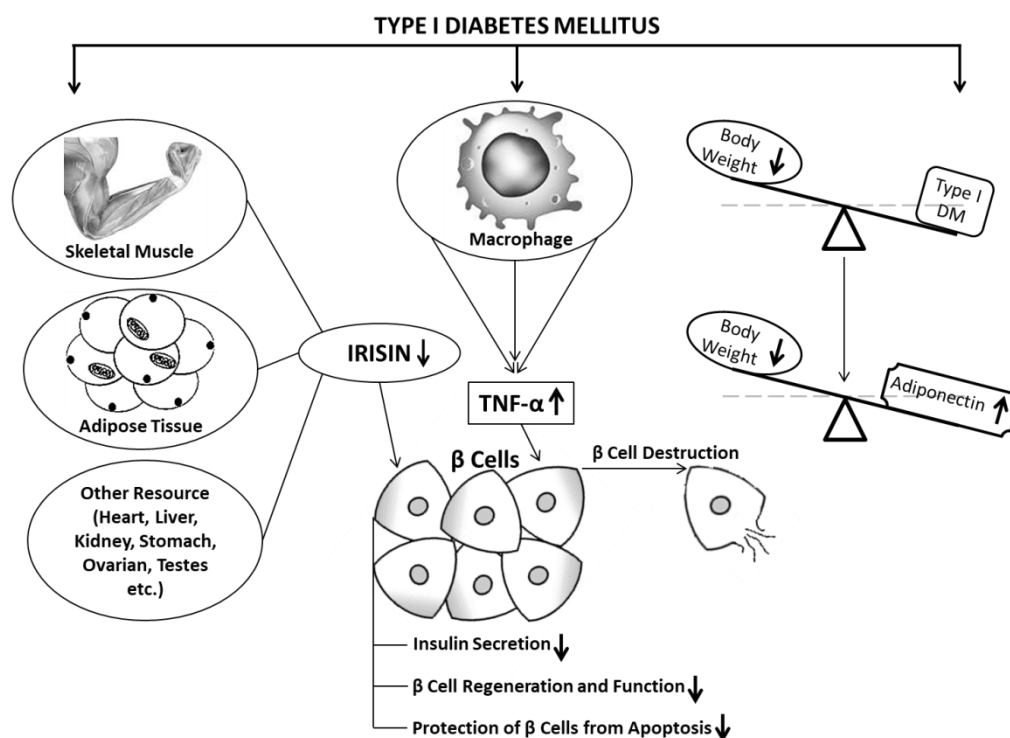 TYPE I DIABETES MELLITUS
Skeletal Muscle
Adipose Tissue
Other Resource
(Heart, Liver,
Kidney, Stomach,
Ovarian, Testes
etc.)
IRISIN ↓
Macrophage
TNF-α ↑
β Cells
β Cell Destruction
Insulin Secretion ↓
β Cell Regeneration and Function ↓
Protection of β Cells from Apoptosis ↓
Body
Weight ↓
Type I
DM
Body
Weight ↓
Adiponectin ↑